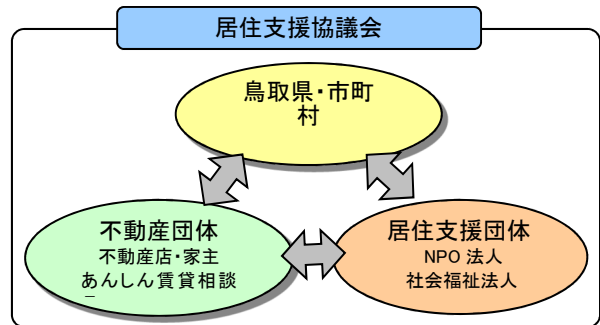 居住支援協議会
鳥取県・市町
村
不動産団体
不動産店・家主
あんしん賃貸相談
居住支援団体
NPO 法人
社会福祉法人